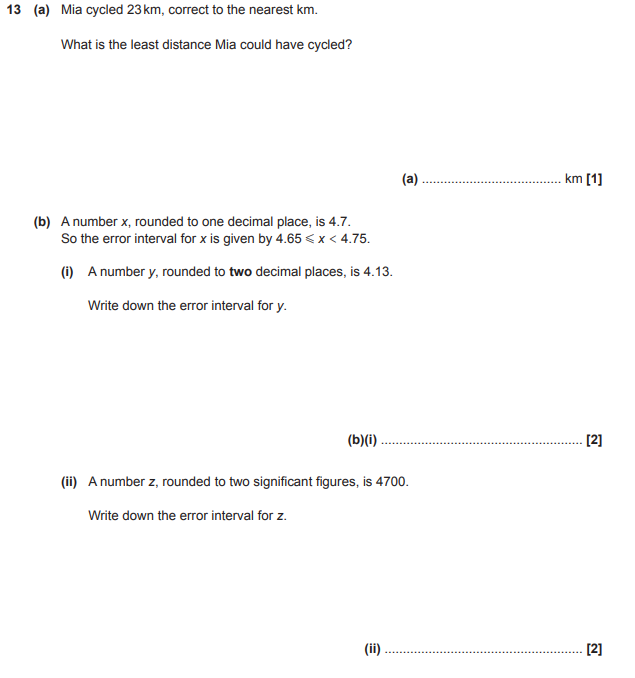 13 (a) Mia cycled 23 km, correct to the nearest km.
What is the least distance Mia could have cycled?
(a) ...................................... km [1]
(b) A number x, rounded to one decimal place, is 4.7.
So the error interval for x is given by 4.65 ⩽ x < 4.75.
(i) A number y, rounded to two decimal places, is 4.13.
Write down the error interval for y.
(b)(i) ....................................................... [2]
(ii) A number z, rounded to two significant figures, is 4700.
Write down the error interval for z.
(ii) ...................................................... [2]